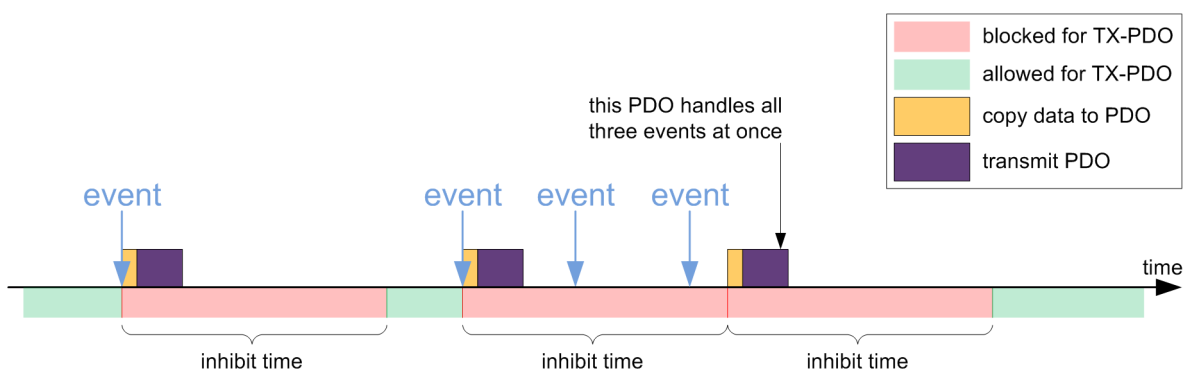 blocked for TX-PDO
allowed for TX-PDO
copy data to PDO
transmit PDO
this PDO handles all
three events at once
event
event
event
event
time
inhibit time
inhibit time
inhibit time